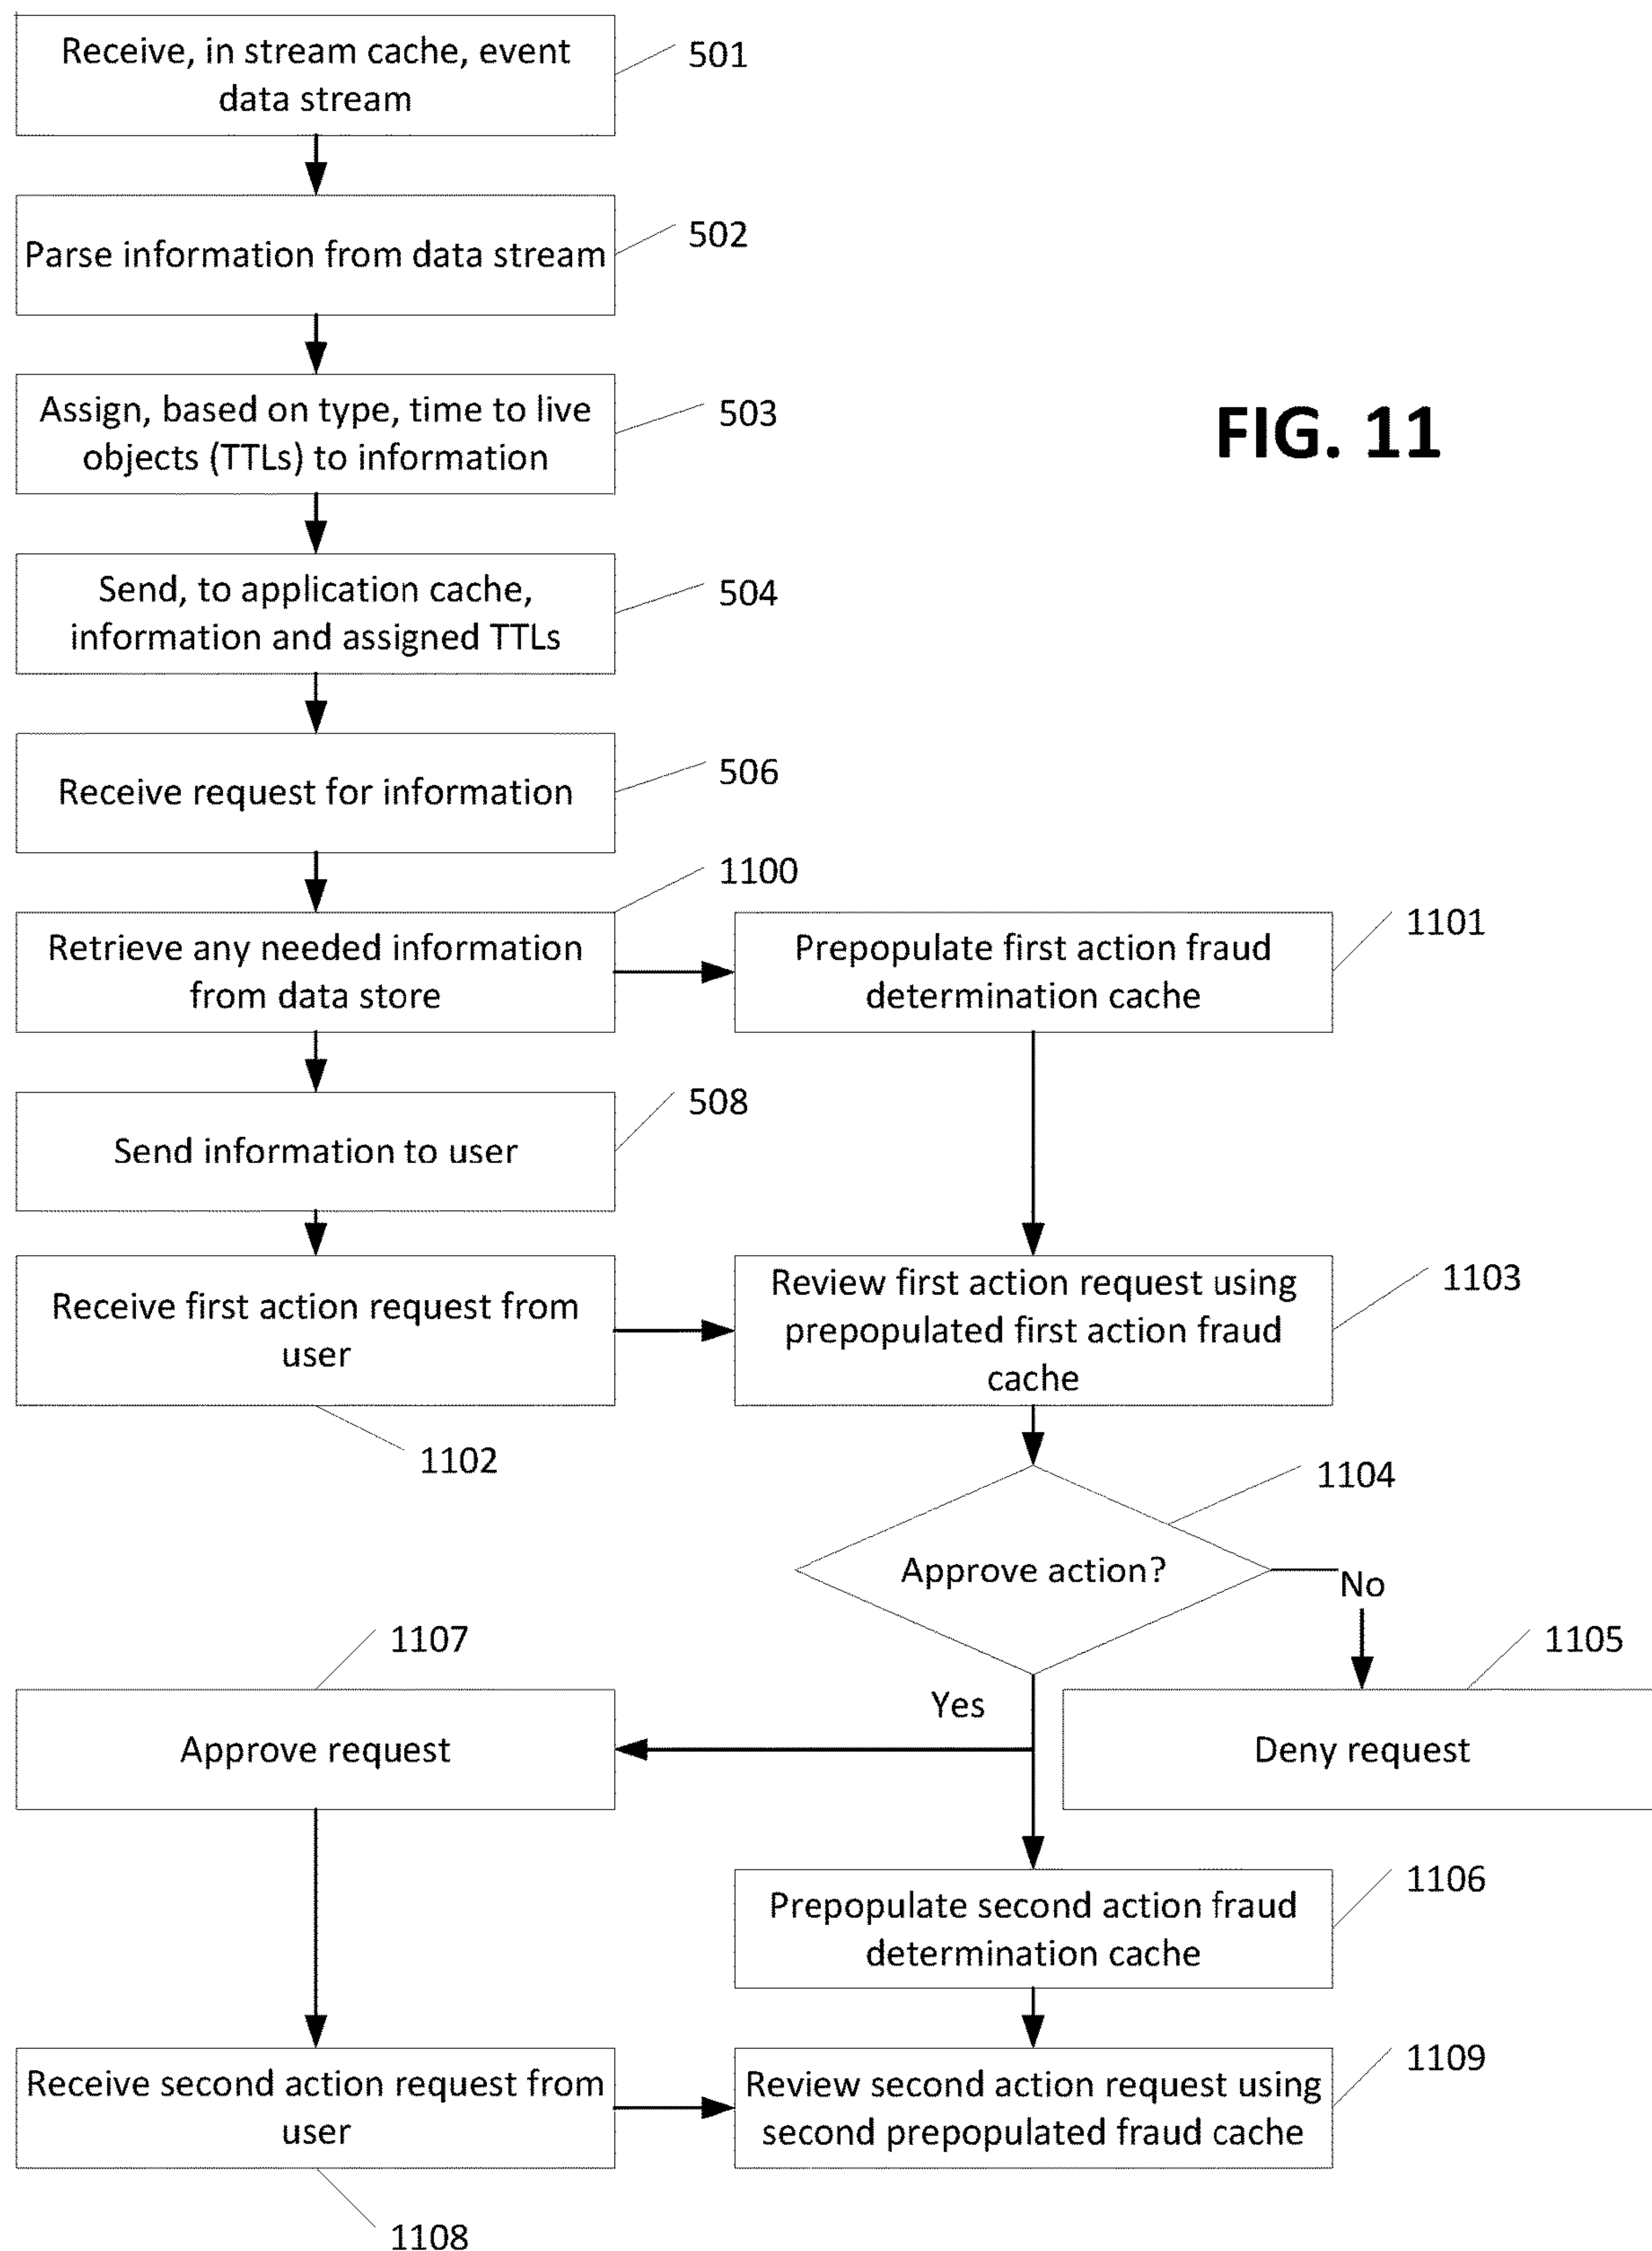 Receive, in stream cache, event
data stream
501
Parse information from data stream
502
Assign, based on type, time to live
objects (TTLs) to information
503
FIG. 11
Send, to application cache,
information and assigned TTLs
504
Receive request for information
506
Retrieve any needed information
from data store
1100
Prepopulate first action fraud
determination cache
1101
Send information to user
508
Receive first action request from
user
1102
Review first action request using
prepopulated first action fraud
cache
1103
Approve action?
1104
No
Yes
1107
Approve request
1105
Deny request
Prepopulate second action fraud
determination cache
1106
Receive second action request from
user
1108
Review second action request using
second prepopulated fraud cache
1109